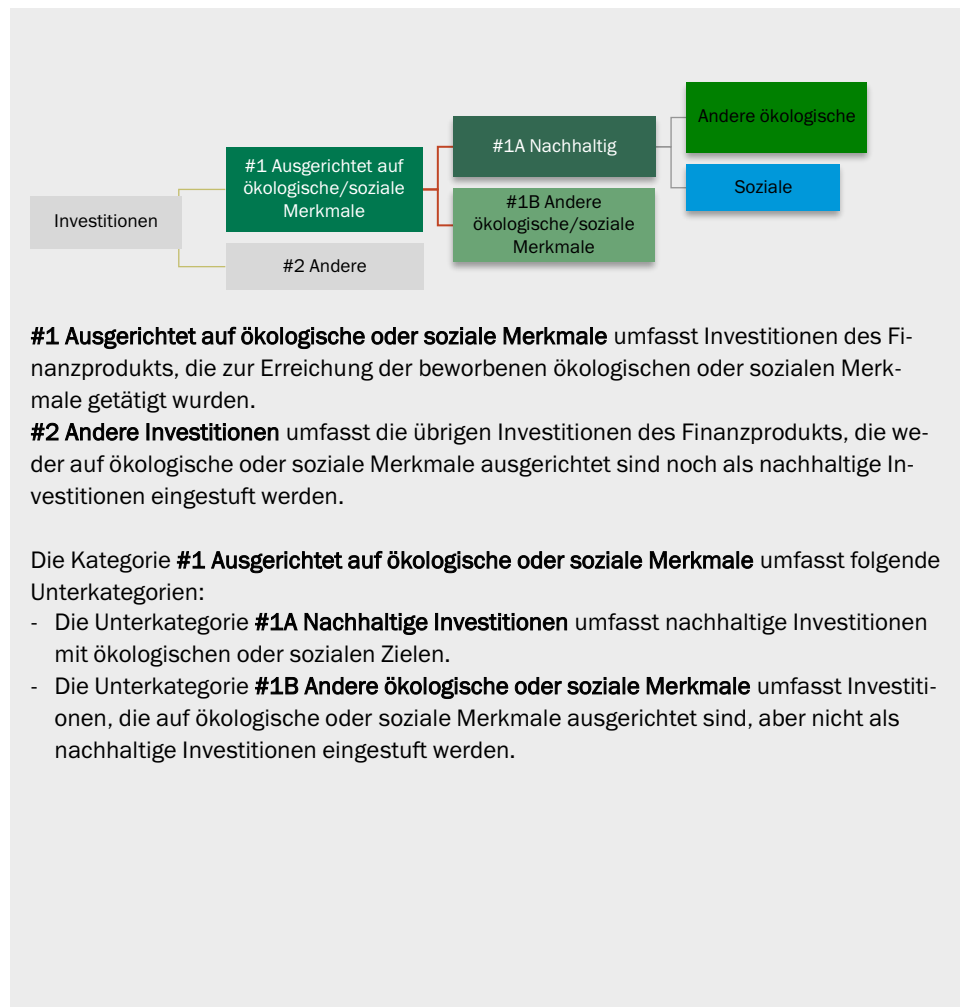 Andere ökologische
#1A Nachhaltig
#1 Ausgerichtet auf
ökologische/soziale
Merkmale
Soziale
Investitionen
#1B Andere
ökologische/soziale
Merkmale
#2 Andere
#1 Ausgerichtet auf ökologische oder soziale Merkmale umfasst Investitionen des Fi-
nanzprodukts, die zur Erreichung der beworbenen ökologischen oder sozialen Merk-
male getätigt wurden.
#2 Andere Investitionen umfasst die übrigen Investitionen des Finanzprodukts, die we-
der auf ökologische oder soziale Merkmale ausgerichtet sind noch als nachhaltige In-
vestitionen eingestuft werden.
Die Kategorie #1 Ausgerichtet auf ökologische oder soziale Merkmale umfasst folgende
Unterkategorien:
- Die Unterkategorie #1A Nachhaltige Investitionen umfasst nachhaltige Investitionen
mit ökologischen oder sozialen Zielen.
- Die Unterkategorie #1B Andere ökologische oder soziale Merkmale umfasst Investiti-
onen, die auf ökologische oder soziale Merkmale ausgerichtet sind, aber nicht als
nachhaltige Investitionen eingestuft werden.